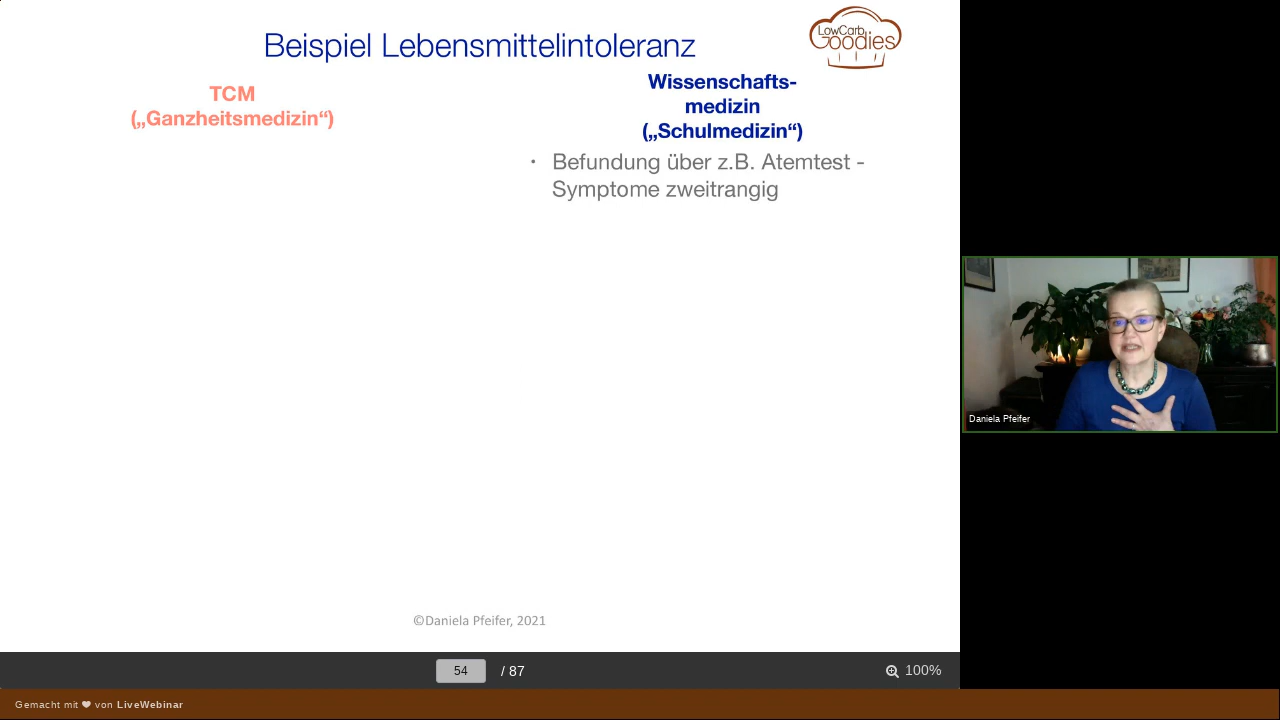 Beispiel Lebensmittelintoleranz
LowCarb
Goodies
TCM
(„Ganzheitsmedizin“)
Wissenschafts-
medizin
(„Schulmedizin“)
• Befundung über z.B. Atemtest -
Symptome zweitrangig
Daniela Pfeifer
©Daniela Pfeifer, 2021
54 / 87
100%
Gemacht mit ❤ von LiveWebinar